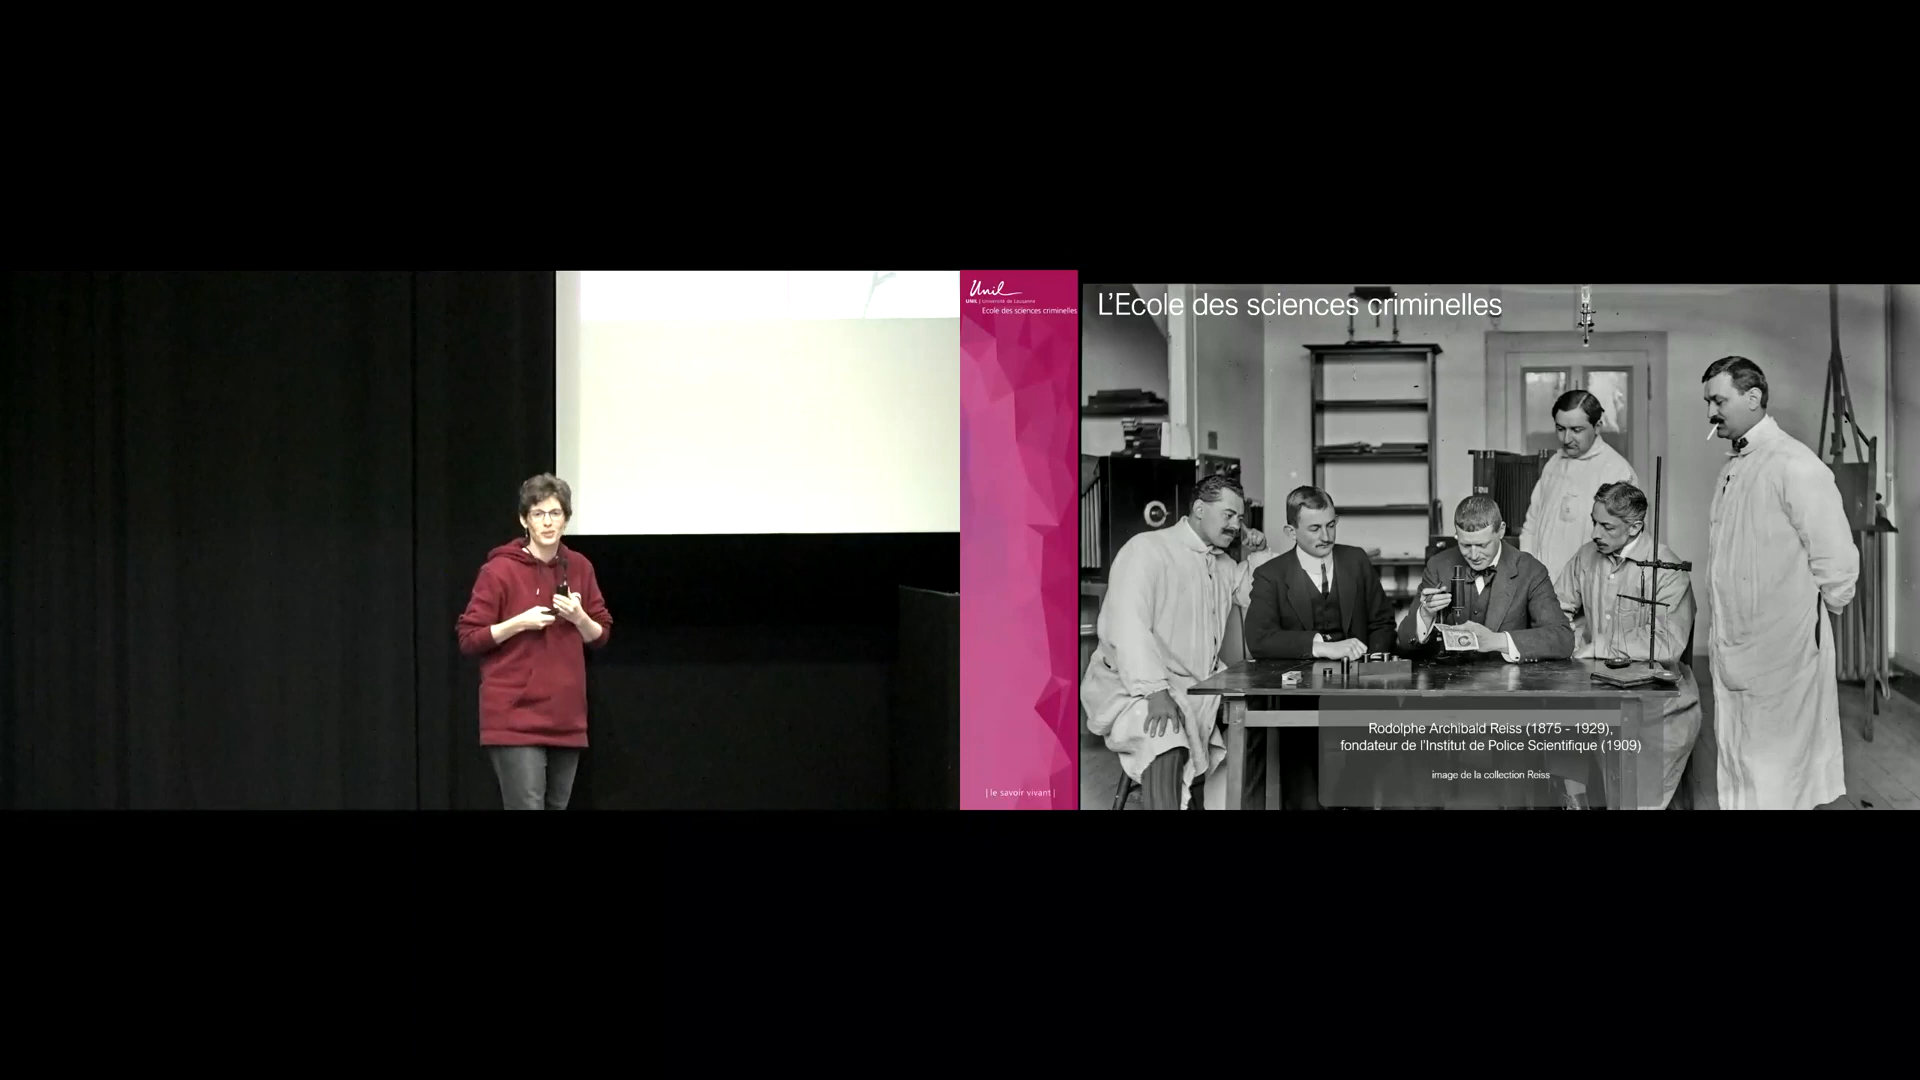 Unil
UNIL | Université de Lausanne
Ecole des sciences criminelles
| le savoir vivant |
L'Ecole des sciences criminelles
Rodolphe Archibald Reiss (1875 - 1929),
fondateur de l'Institut de Police Scientifique (1909)
image de la collection Reiss